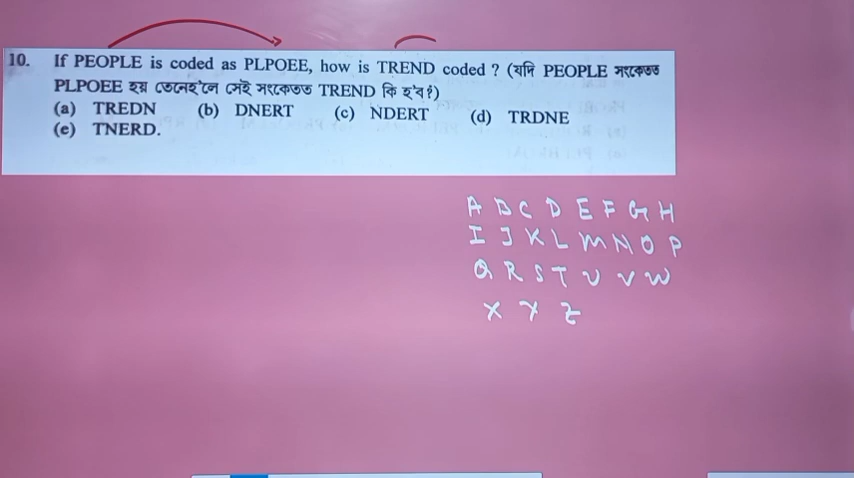 10. If PEOPLE is coded as PLPOEE, how is TREND coded ? (যদি PEOPLE সংকেতত
PLPOEE হয় তেনেহ'লে সেই সংকেতত TREND কি হ'ব?)
(a) TREDN (b) DNERT (c) NDERT (d) TRDNE
(e) TNERD.
A B C D E F G H
I J K L M N O P
Q R S T U V W
X Y Z